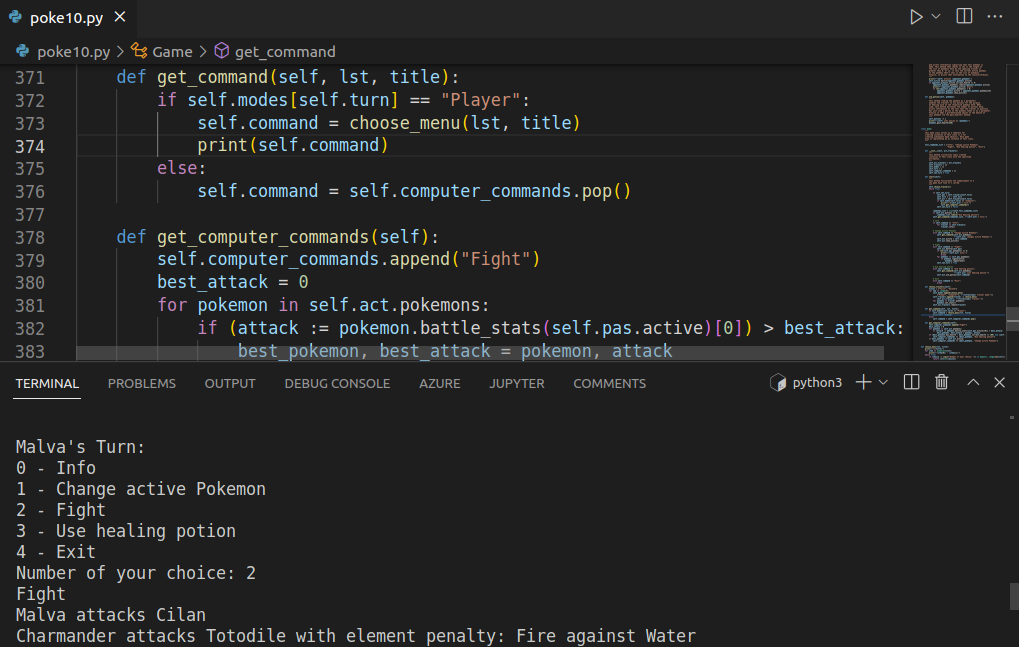 poke10.py
poke10.py > Game > get_command
371 def get_command(self, lst, title):
372 if self.modes[self.turn] == "Player":
373 self.command = choose_menu(lst, title)
374 print(self.command)
375 else:
376 self.command = self.computer_commands.pop()
377
378 def get_computer_commands(self):
379 self.computer_commands.append("Fight")
380 best_attack = 0
381 for pokemon in self.act.pokemons:
382 if (attack := pokemon.battle_stats(self.pas.active)[0]) > best_attack:
383 best_pokemon, best_attack = pokemon, attack
TERMINAL PROBLEMS OUTPUT DEBUG CONSOLE AZURE JUPYTER COMMENTS python3
Malva's Turn:
0 - Info
1 - Change active Pokemon
2 - Fight
3 - Use healing potion
4 - Exit
Number of your choice: 2
Fight
Malva attacks Cilan
Charmander attacks Totodile with element penalty: Fire against Water